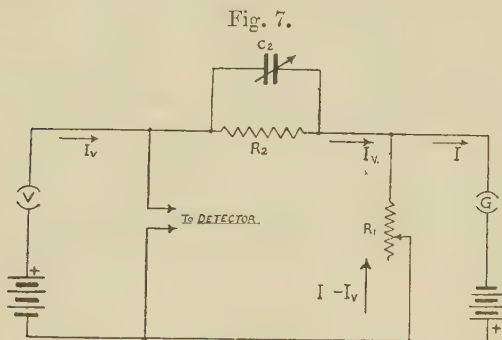 Fig. 7.
C2
R2
Iv
Iv.
I
V
To DETECTOR.
R1
G
I - Iv
+
+